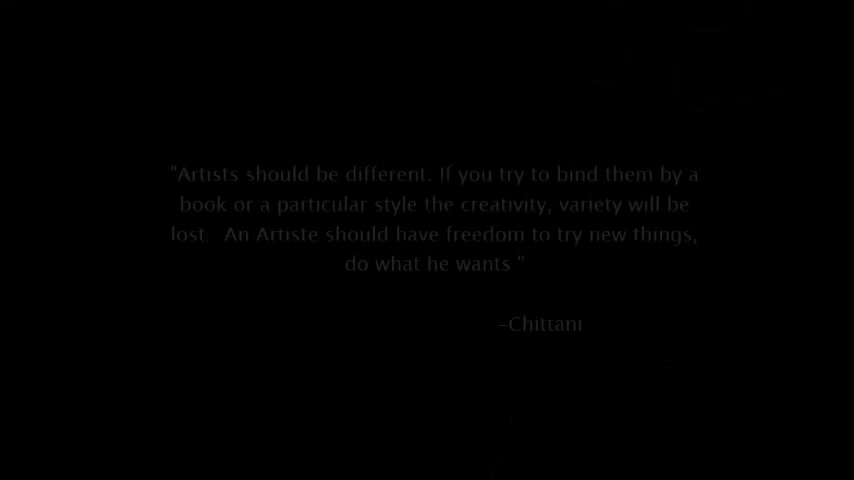 "Artists should be different. If you try to bind them by a
book or a particular style the creativity, variety will be
lost.  An Artiste should have freedom to try new things,
do what he wants "
-Chittani